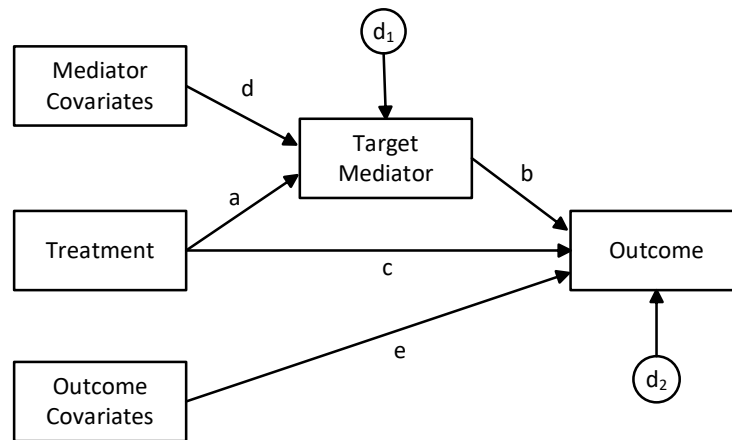 d₁
Mediator
Covariates
d
Target
Mediator
b
a
Treatment
Outcome
c
e
Outcome
Covariates
d₂